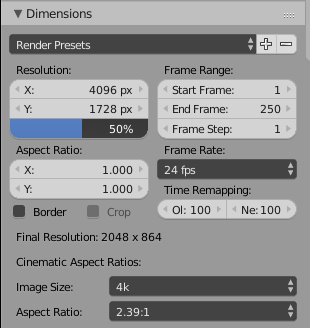 Dimensions
Render Presets
Resolution:
X: 4096 px
Y: 1728 px
50%
Frame Range:
Start Frame: 1
End Frame: 250
Frame Step: 1
Aspect Ratio:
X: 1.000
Y: 1.000
Frame Rate:
24 fps
Time Remapping:
Ol: 100 Ne: 100
Border Crop
Final Resolution: 2048 x 864
Cinematic Aspect Ratios:
Image Size: 4k
Aspect Ratio: 2.39:1